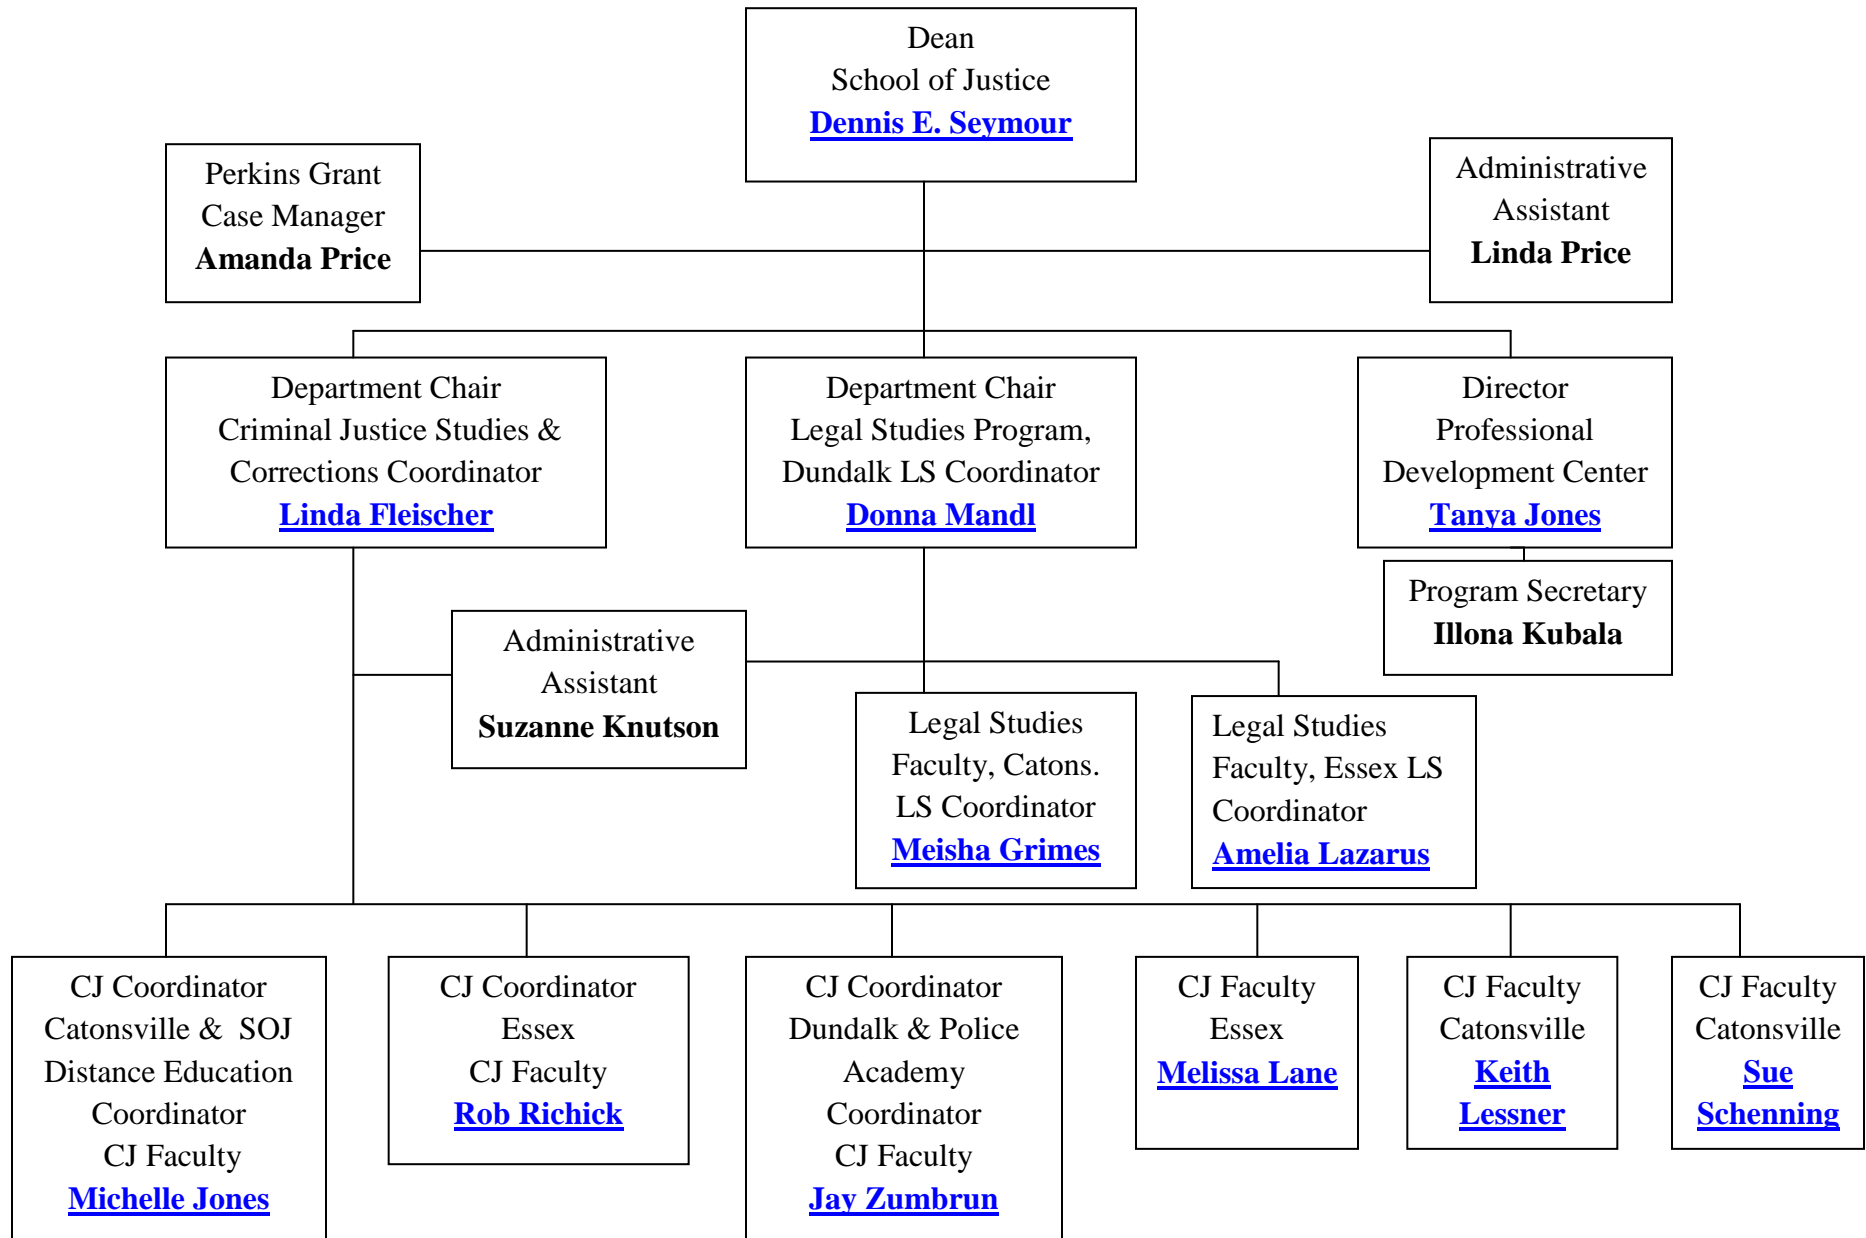 Dean
School of Justice
Dennis E. Seymour
Perkins Grant
Case Manager
Amanda Price
Administrative
Assistant
Linda Price
Department Chair
Criminal Justice Studies &
Corrections Coordinator
Linda Fleischer
Department Chair
Legal Studies Program,
Dundalk LS Coordinator
Donna Mandl
Director
Professional
Development Center
Tanya Jones
Program Secretary
Illona Kubala
Administrative
Assistant
Suzanne Knutson
Legal Studies
Faculty, Catons.
LS Coordinator
Meisha Grimes
Legal Studies
Faculty, Essex LS
Coordinator
Amelia Lazarus
CJ Coordinator
Catonsville & SOJ
Distance Education
Coordinator
CJ Faculty
Michelle Jones
CJ Coordinator
Essex
CJ Faculty
Rob Richick
CJ Coordinator
Dundalk & Police
Academy
Coordinator
CJ Faculty
Jay Zumbrun
CJ Faculty
Essex
Melissa Lane
CJ Faculty
Catonsville
Keith
Lessner
CJ Faculty
Catonsville
Sue
Schenning